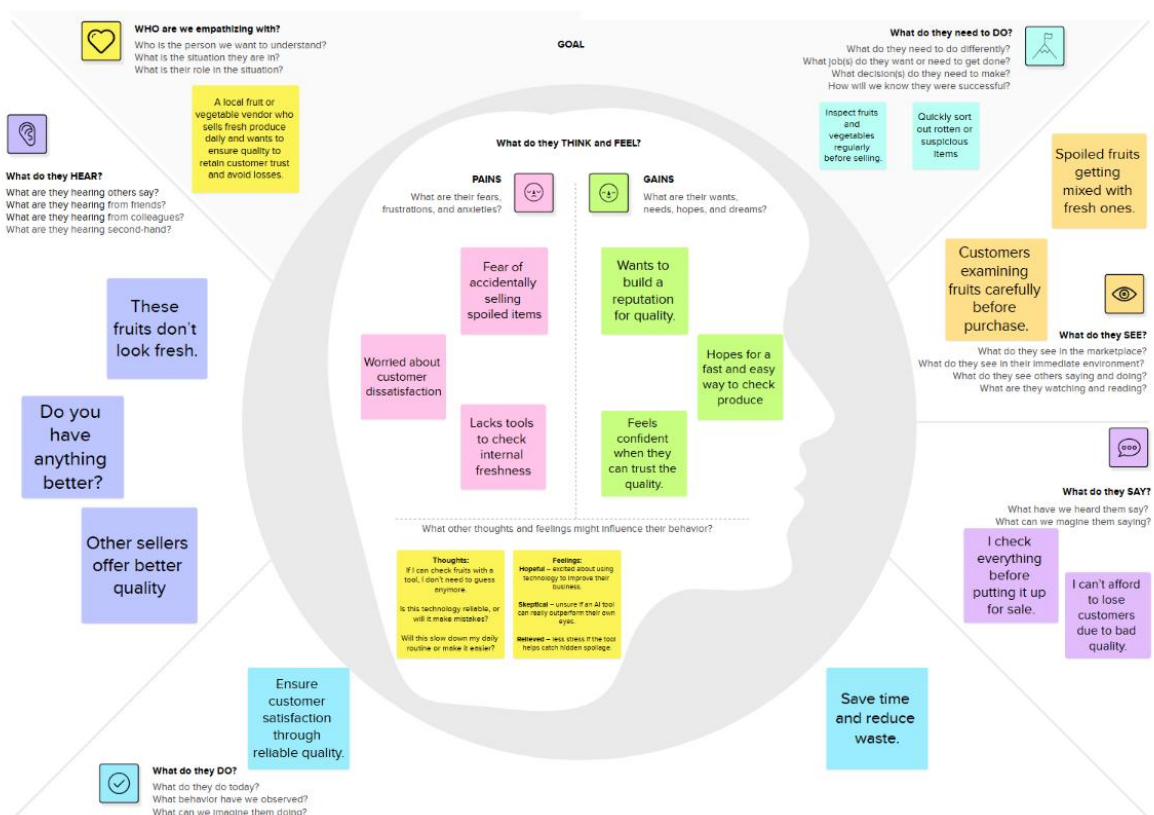 WHO are we empathizing with?
Who is the person we want to understand?
What is the situation they are in?
What is their role in the situation?
A local fruit or
vegetable vendor who
sells fresh produce
daily and wants to
ensure quality to
retain customer trust
and avoid losses.
GOAL
What do they need to DO?
What do they need to do differently?
What job(s) do they want or need to get done?
What decision(s) do they need to make?
How will we know they were successful?
Inspect fruits
and
vegetables
regularly
before selling.
Quickly sort
out rotten or
suspicious
items
What do they HEAR?
What are they hearing others say?
What are they hearing from friends?
What are they hearing from colleagues?
What are they hearing second-hand?
These
fruits don't
look fresh.
Do you
have
anything
better?
Other sellers
offer better
quality
What do they THINK and FEEL?
PAINS
What are their fears,
frustrations, and anxieties?
Fear of
accidentally
selling
spoiled items
Worried about
customer
dissatisfaction
Lacks tools
to check
internal
freshness
GAINS
What are their wants,
needs, hopes, and dreams?
Wants to
build a
reputation
for quality.
Hopes for a
fast and easy
way to check
produce
Feels
confident
when they
can trust the
quality.
What other thoughts and feelings might influence their behavior?
Thoughts:
If I can check fruits with a
tool, I don't need to guess
anymore.
Is this technology reliable, or
will it make mistakes?
Will this slow down my daily
routine or make it easier?
Feelings:
Hopeful – excited about using
technology to improve their
business.
Skeptical – unsure if an AI tool
can really outperform their own
eyes.
Relieved – less stress if the tool
helps catch hidden spoilage.
Spoiled fruits
getting
mixed with
fresh ones.
Customers
examining
fruits carefully
before
purchase.
What do they SEE?
What do they see in the marketplace?
What do they see in their immediate environment?
What do they see others saying and doing?
What are they watching and reading?
What do they SAY?
What have we heard them say?
What can we magine them saying?
I check
everything
before
putting it up
for sale.
I can't afford
to lose
customers
due to bad
quality.
Ensure
customer
satisfaction
through
reliable quality.
Save time
and reduce
waste.
What do they DO?
What do they do today?
What behavior have we observed?
What can we imagine them doing?